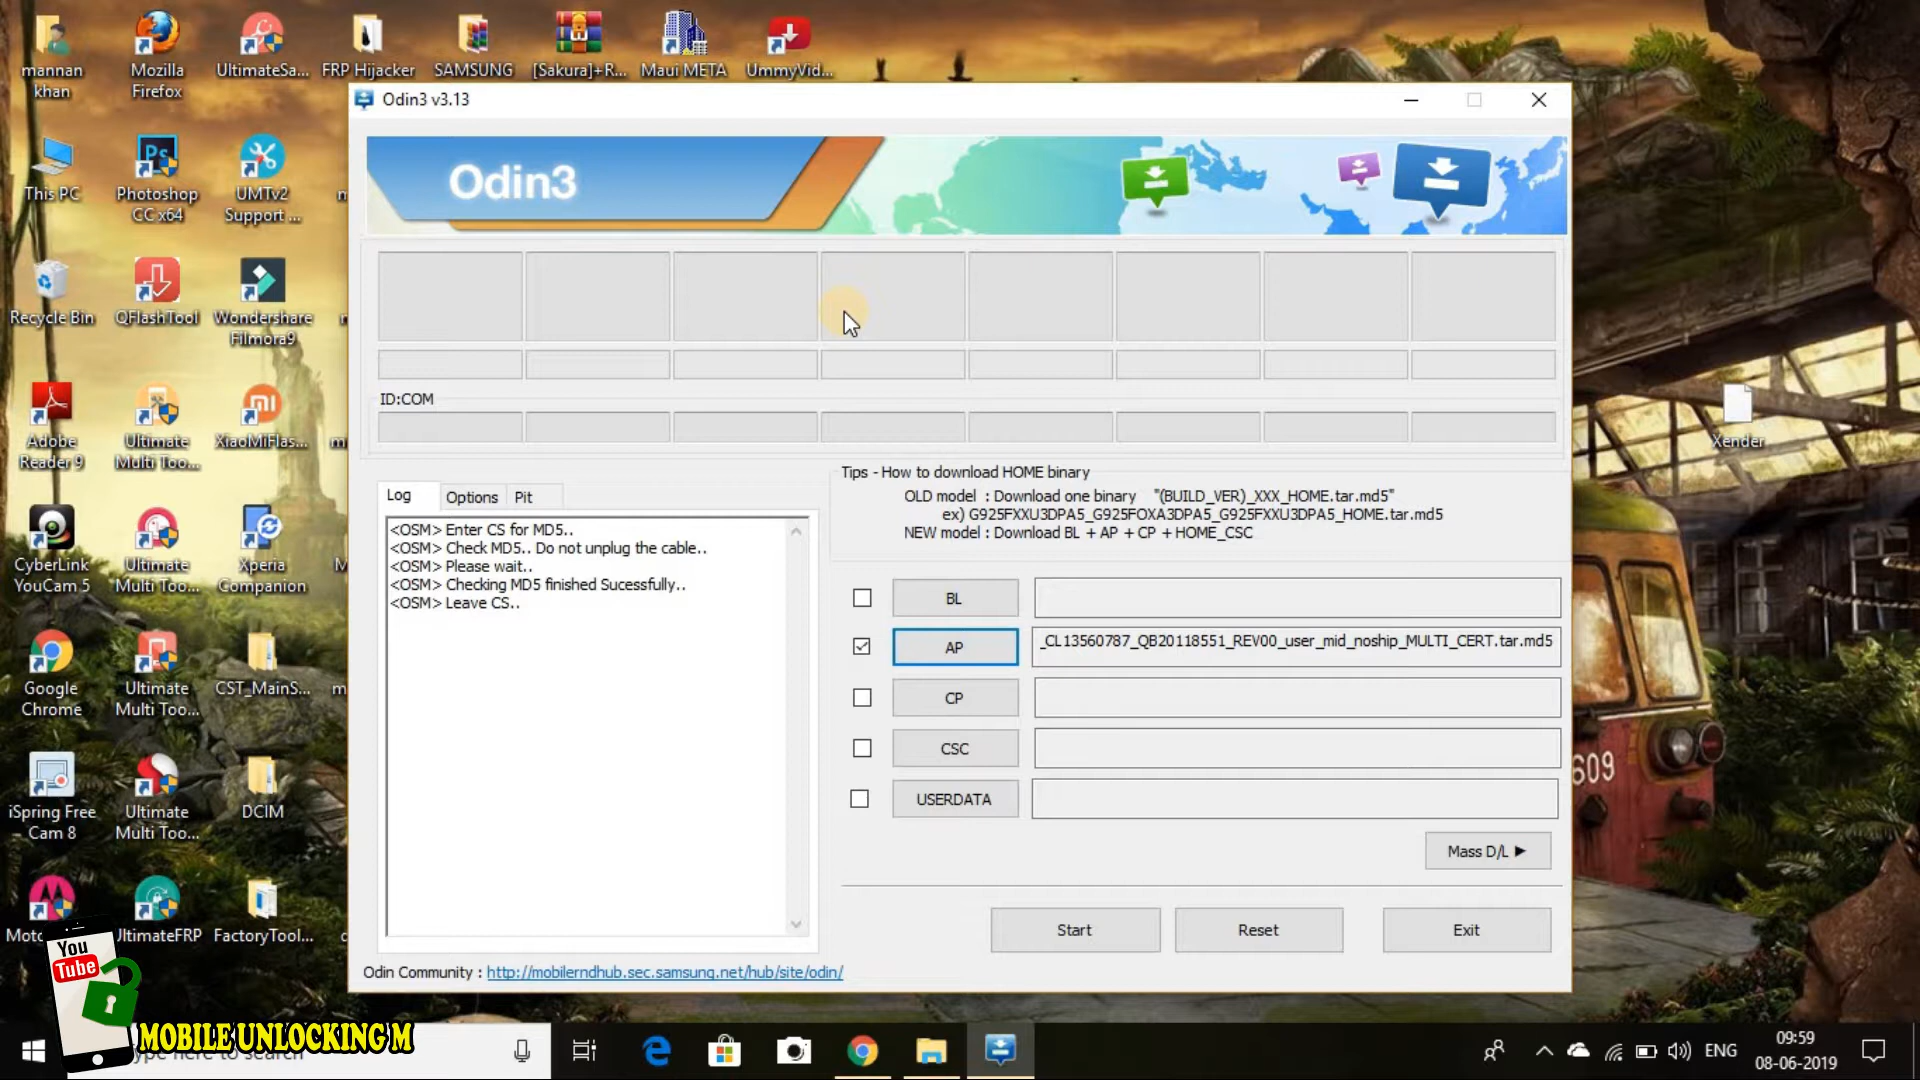 mannan
khan
Mozilla
Firefox
UltimateSa...
FRP Hijacker
SAMSUNG
[Sakura]+R...
Maui META
UmmyVid...
This PC
Photoshop
CC x64
UMTv2
Support ...
Recycle Bin
QFlashTool
Wondershare
Filmora9
Adobe
Reader 9
Ultimate
Multi Too...
XiaoMiFlas...
CyberLink
YouCam 5
Ultimate
Multi Too...
Xperia
Companion
Google
Chrome
Ultimate
Multi Too...
CST_MainS...
iSpring Free
Cam 8
Ultimate
Multi Too...
DCIM
UltimateFRP
FactoryTool...
Xender
609
Odin3 v3.13
Odin3
ID:COM
Log
Options
Pit
<OSM> Enter CS for MD5..
<OSM> Check MD5.. Do not unplug the cable..
<OSM> Please wait..
<OSM> Checking MD5 finished Sucessfully..
<OSM> Leave CS..
Tips - How to download HOME binary
OLD model : Download one binary "(BUILD_VER)_XXX_HOME.tar.md5"
ex) G925FXXU3DPA5_G925FOXA3DPA5_G925FXXU3DPA5_HOME.tar.md5
NEW model : Download BL + AP + CP + HOME_CSC
BL
AP
_CL13560787_QB20118551_REV00_user_mid_noship_MULTI_CERT.tar.md5
CP
CSC
USERDATA
Mass D/L
Start
Reset
Exit
Odin Community : http://mobilerndhub.sec.samsung.net/hub/site/odin/
You
Tube
MOBILE UNLOCKING M
ENG
09:59
08-06-2019